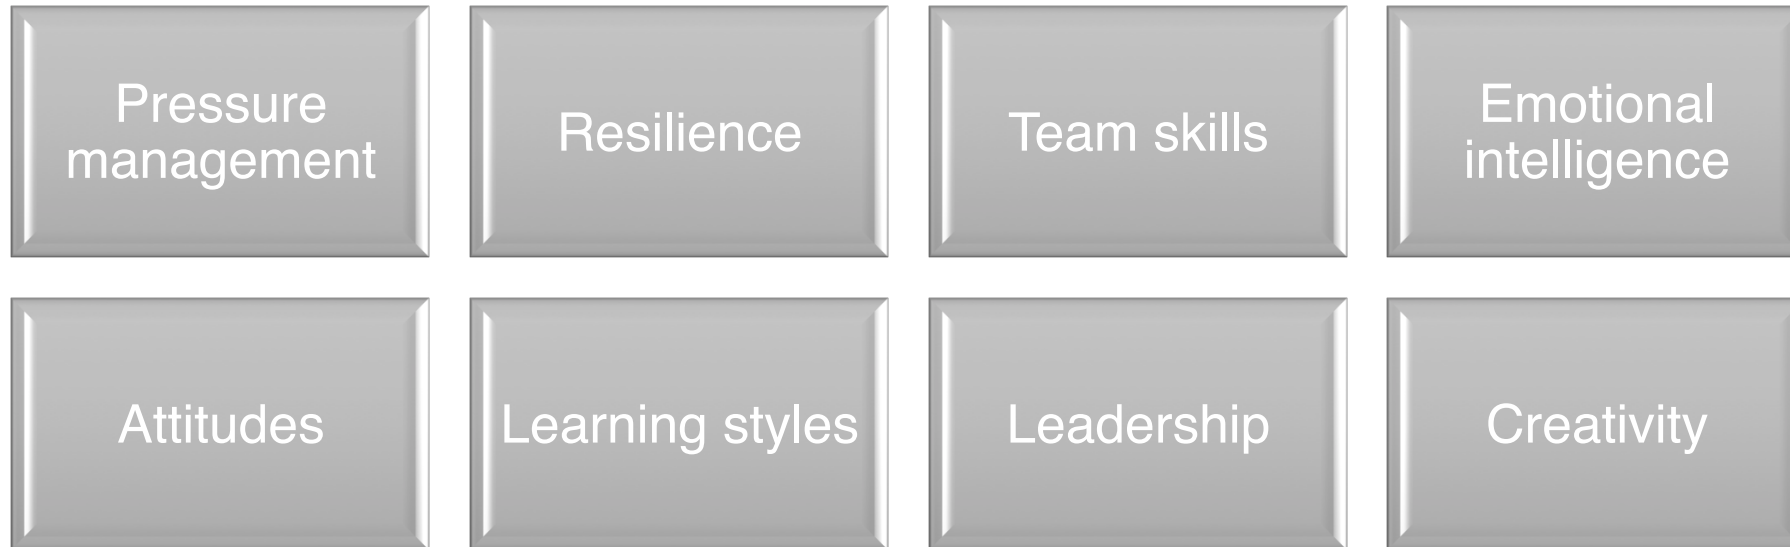 Pressure
management
Resilience
Team skills
Emotional
intelligence
Attitudes
Learning styles
Leadership
Creativity